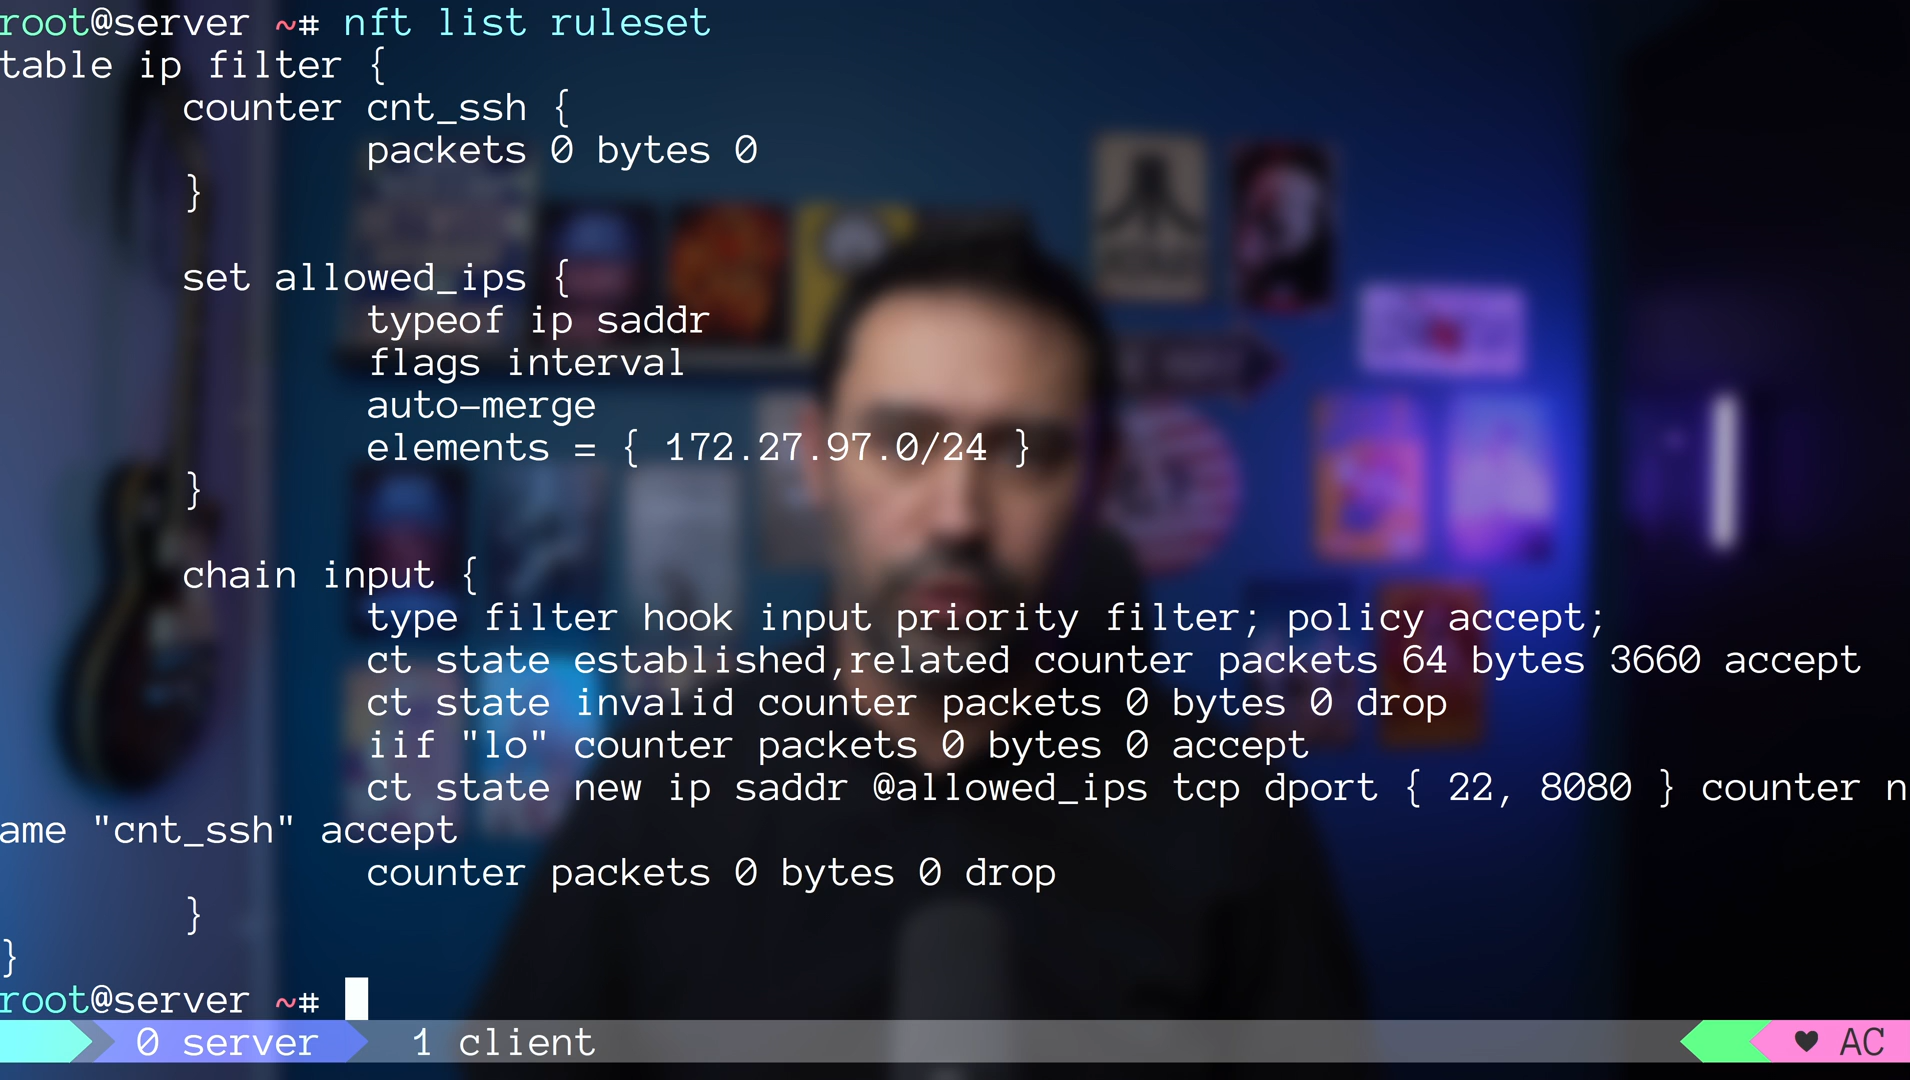 root@server ~# nft list ruleset
table ip filter {
        counter cnt_ssh {
                packets 0 bytes 0
        }

        set allowed_ips {
                typeof ip saddr
                flags interval
                auto-merge
                elements = { 172.27.97.0/24 }
        }

        chain input {
                type filter hook input priority filter; policy accept;
                ct state established,related counter packets 64 bytes 3660 accept
                ct state invalid counter packets 0 bytes 0 drop
                iif "lo" counter packets 0 bytes 0 accept
                ct state new ip saddr @allowed_ips tcp dport { 22, 8080 } counter n
ame "cnt_ssh" accept
                counter packets 0 bytes 0 drop
        }
}
root@server ~#
0 server 1 client ♥ AC